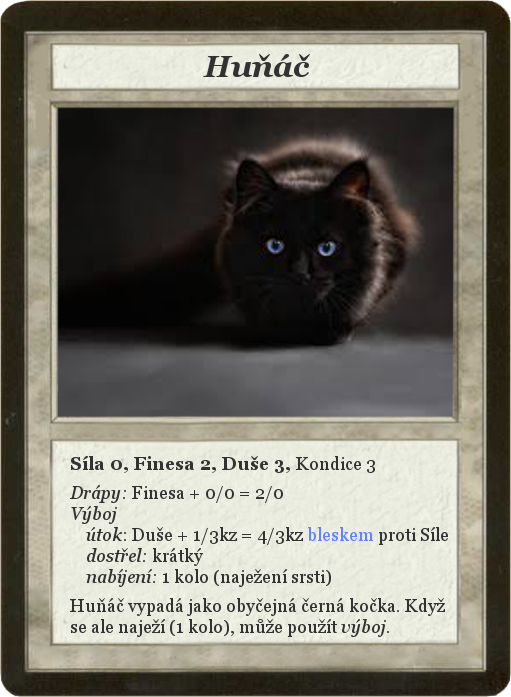 Huňáč
Síla 0, Finesa 2, Duše 3, Kondice 3
Drápy: Finesa + 0/0 = 2/0
Výboj
útok: Duše + 1/3kz = 4/3kz bleskem proti Síle
dostřel: krátký
nabíjení: 1 kolo (naježení srsti)
Huňáč vypadá jako obyčejná černá kočka. Když
se ale naježí (1 kolo), může použít výboj.